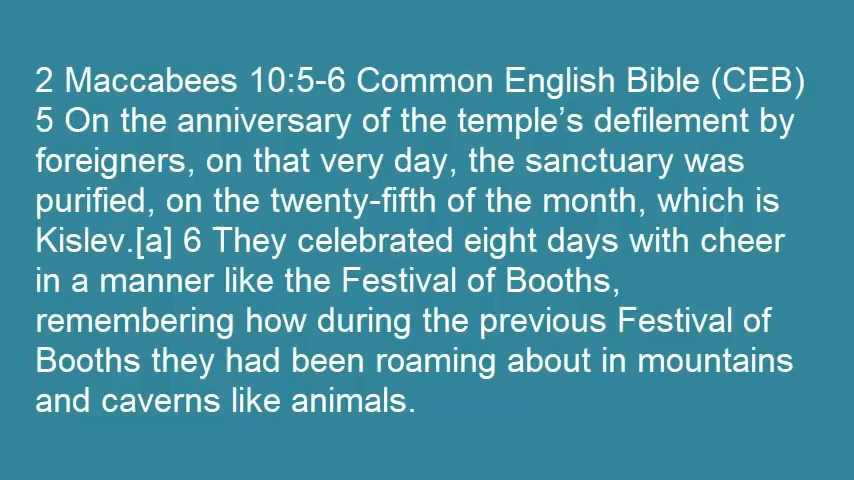 2 Maccabees 10:5-6 Common English Bible (CEB)
5 On the anniversary of the temple’s defilement by
foreigners, on that very day, the sanctuary was
purified, on the twenty-fifth of the month, which is
Kislev.[a] 6 They celebrated eight days with cheer
in a manner like the Festival of Booths,
remembering how during the previous Festival of
Booths they had been roaming about in mountains
and caverns like animals.